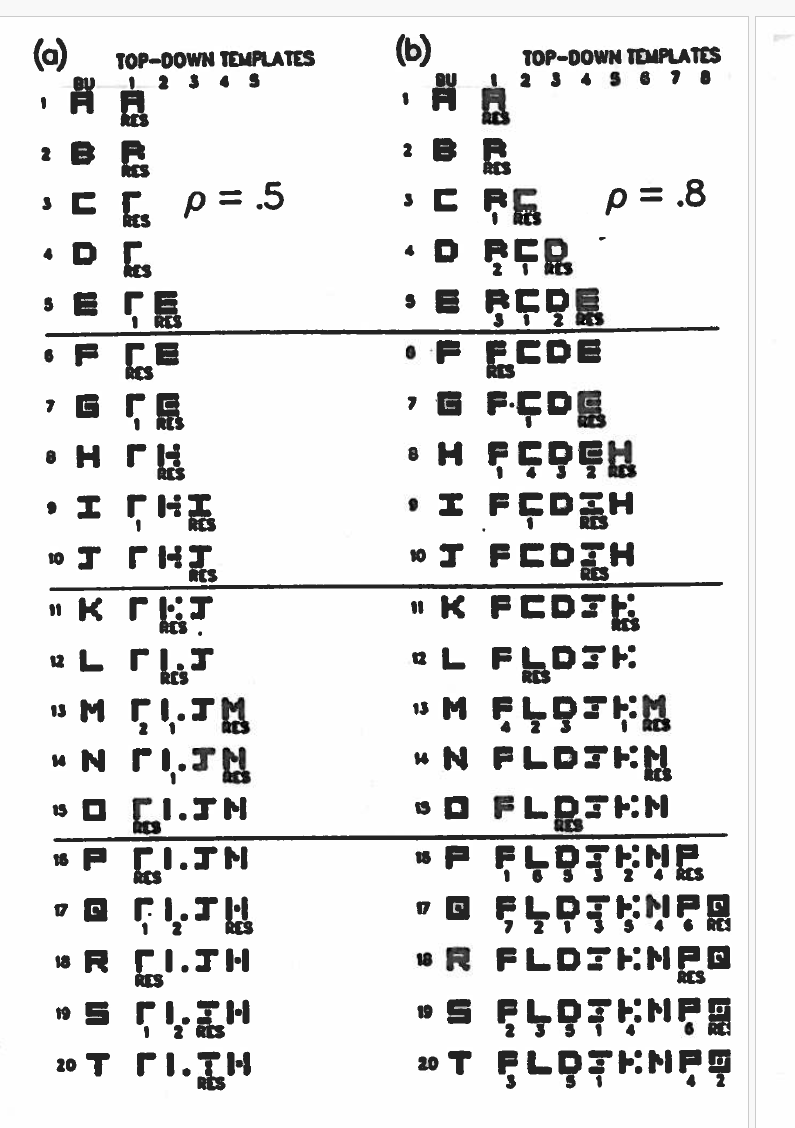 (a)
TOP-DOWN TEMPLATES
BU 1 2 3 4 5
1 A A
RES
2 B R
RES
3 C Γ
RES
ρ = .5
4 D Γ
RES
5 E Γ E
1 RES
6 F Γ E
RES
7 G Γ G
1 RES
8 H Γ
RES
9 I Γ I
1 RES
10 J Γ J
RES
11 K Γ J
RES
12 L Γ J
RES
13 M Γ J M
2 1 RES
14 N Γ J N
1 RES
15 O Γ J N
RES
16 P Γ J N
RES
17 Q Γ J
1 2 RES
18 R Γ J
RES
19 S Γ
1 2 RES
20 T Γ
RES
(b)
TOP-DOWN TEMPLATES
BU 1 2 3 4 5 6 7 8
1 A A
RES
2 B R
RES
3 C R C
1 RES
ρ = .8
4 D R C D
2 1 RES
5 E R C D E
3 1 2 RES
6 F F C D E
RES
7 G F C D E
1 RES
8 H F C D E H
1 4 3 2 RES
9 I F C D I H
1 RES
10 J F C D H
RES
11 K F C D
RES
12 L F L D
RES
13 M F L D M
4 2 3 1 RES
14 N F L D N
RES
15 O F L D N
RES
16 P F L D N P
1 6 5 3 2 4 RES
17 Q F L D N P Q
7 2 1 3 5 4 6
18 R F L D N P Q
RES
19 S F L D N P
2 3 5 1 4 6
20 T F L D N P
3 5 1 4 2